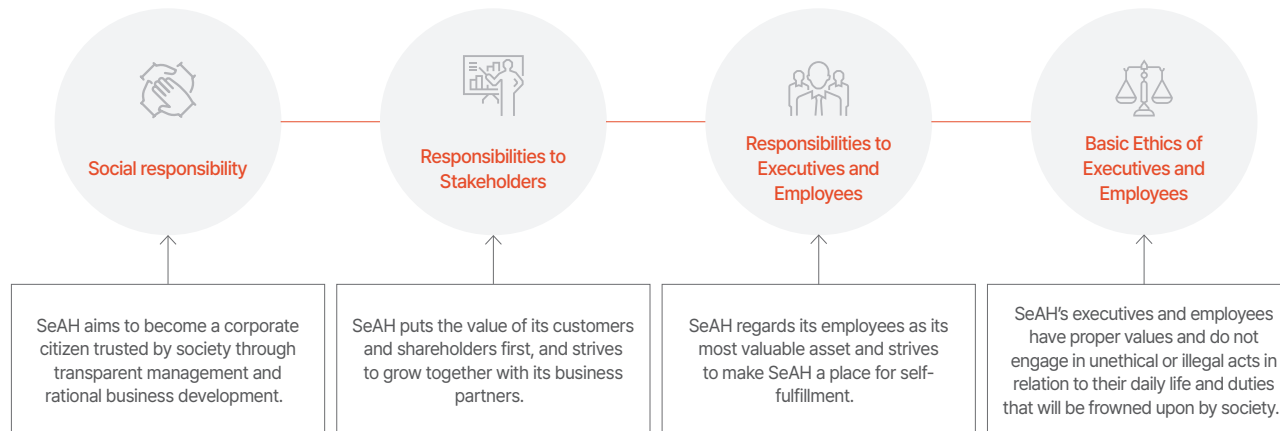 Social responsibility
Responsibilities to
Stakeholders
Responsibilities to
Executives and
Employees
Basic Ethics of
Executives and
Employees
SeAH aims to become a corporate
citizen trusted by society through
transparent management and
rational business development.
SeAH puts the value of its customers
and shareholders first, and strives
to grow together with its business
partners.
SeAH regards its employees as its
most valuable asset and strives
to make SeAH a place for self-
fulfillment.
SeAH's executives and employees
have proper values and do not
engage in unethical or illegal acts in
relation to their daily life and duties
that will be frowned upon by society.